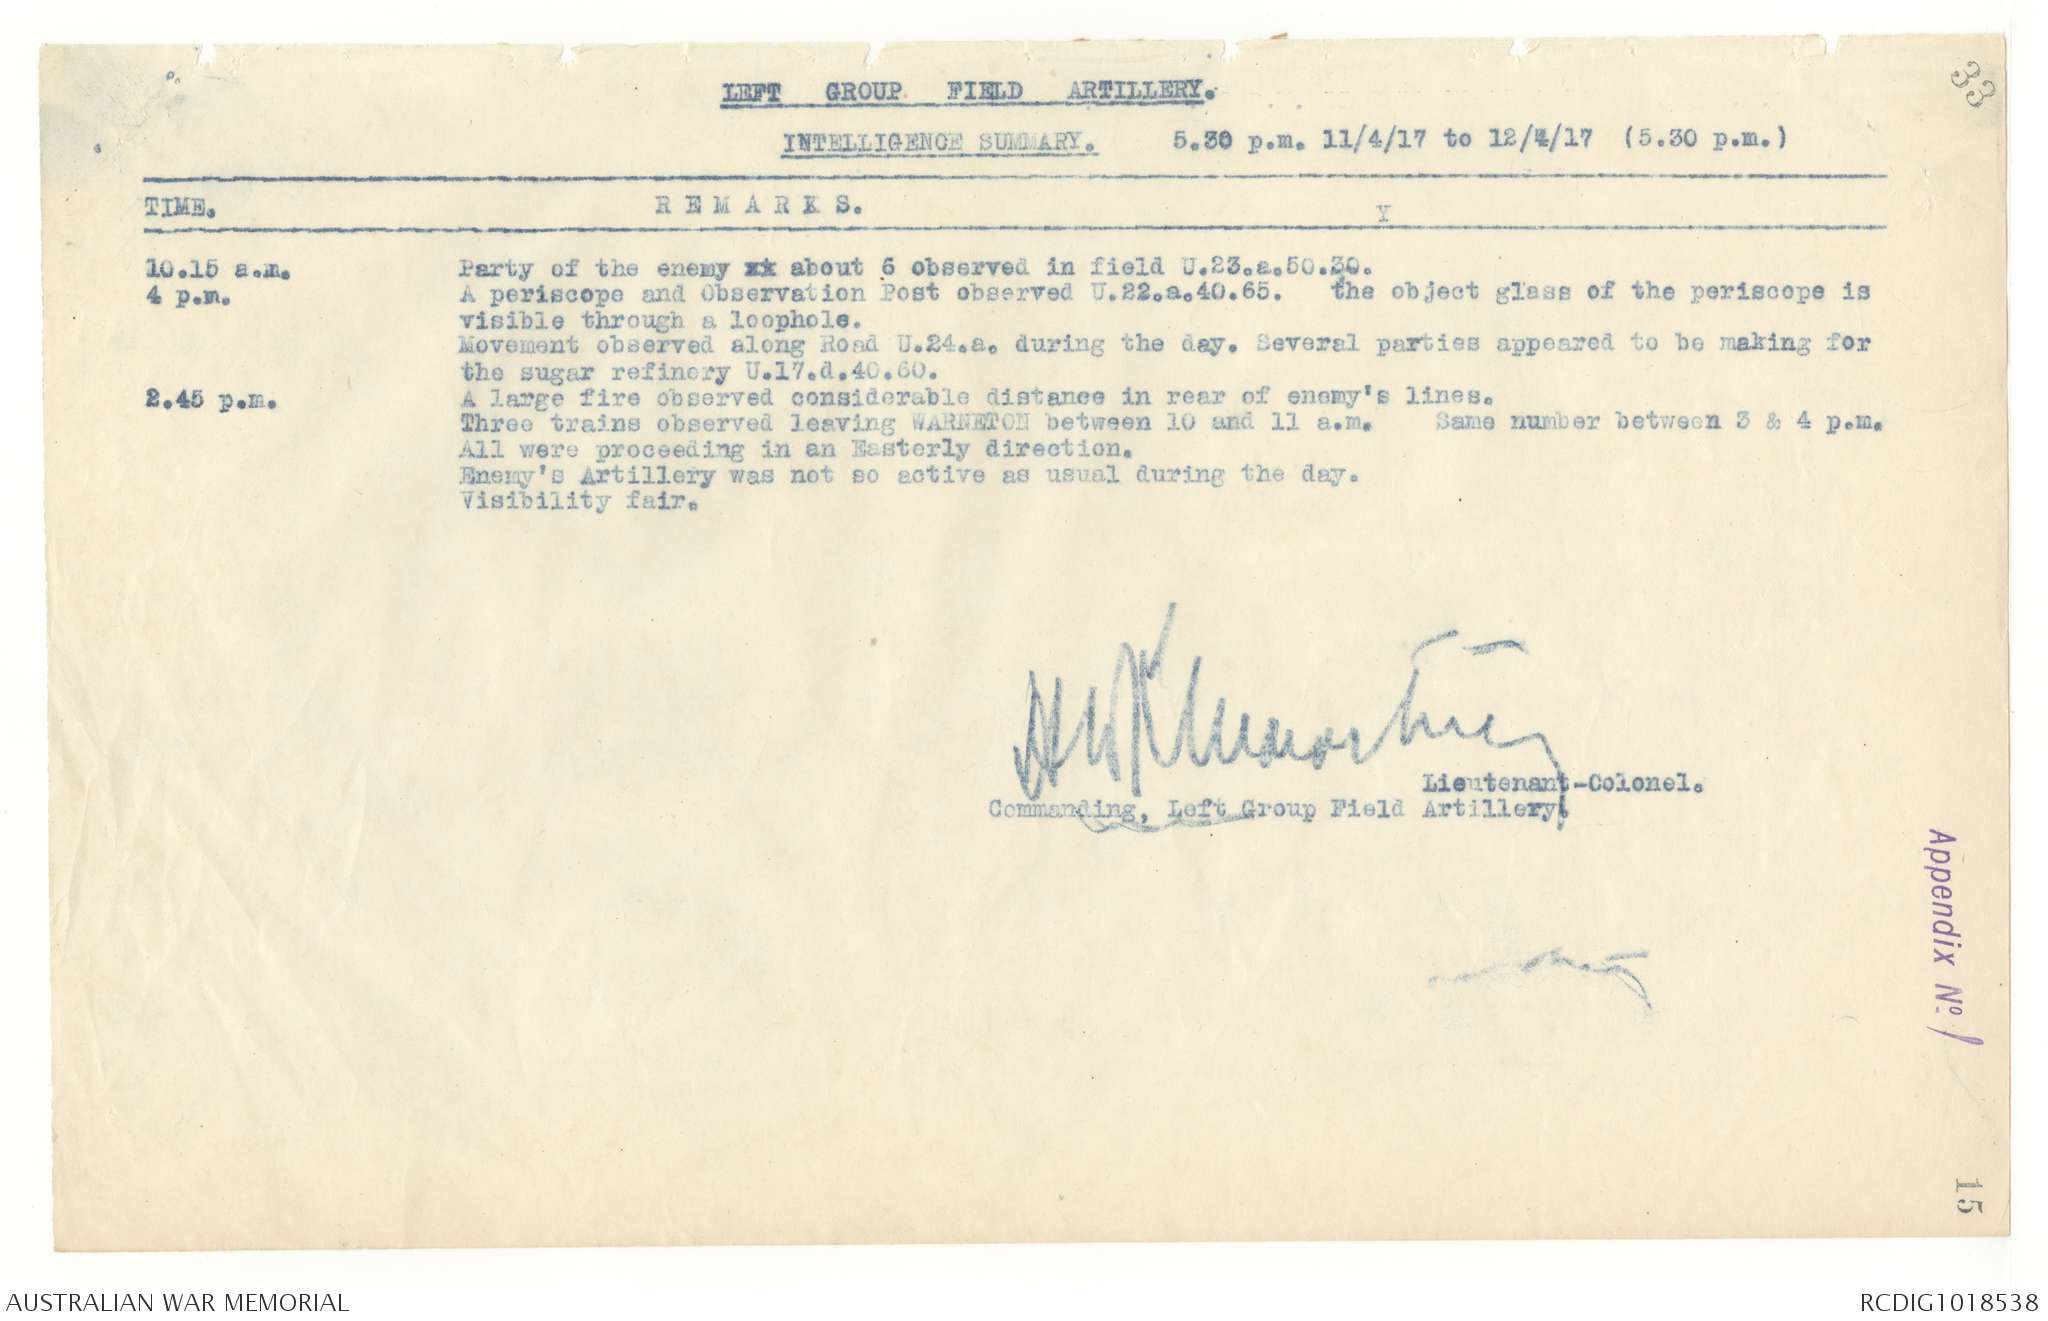 33
LEFT GROUP FIELD ARTILLERY.
INTELLIGENCE SUMMARY. 5.30 p.m. 11/4/17 to 12/4/17 (5.30 p.m.)
TIME. R E M A R K S. Y
10.15 a.m. Party of the enemy xx about 6 observed in field U.23.a.50.30.
4 p.m. A periscope and Observation Post observed U.22.a.40.65. the object glass of the periscope is
visible through a loophole.
Movement observed along Road U.24.a. during the day. Several parties appeared to be making for
the sugar refinery U.17.d.40.60.
2.45 p.m. A large fire observed considerable distance in rear of enemy's lines.
Three trains observed leaving WARNETON between 10 and 11 a.m. Same number between 3 & 4 p.m.
All were proceeding in an Easterly direction.
Enemy's Artillery was not so active as usual during the day.
Visibility fair.
Lieutenant-Colonel.
Commanding, Left Group Field Artillery.
Appendix No. 1
15
AUSTRALIAN WAR MEMORIAL
RCDIG1018538